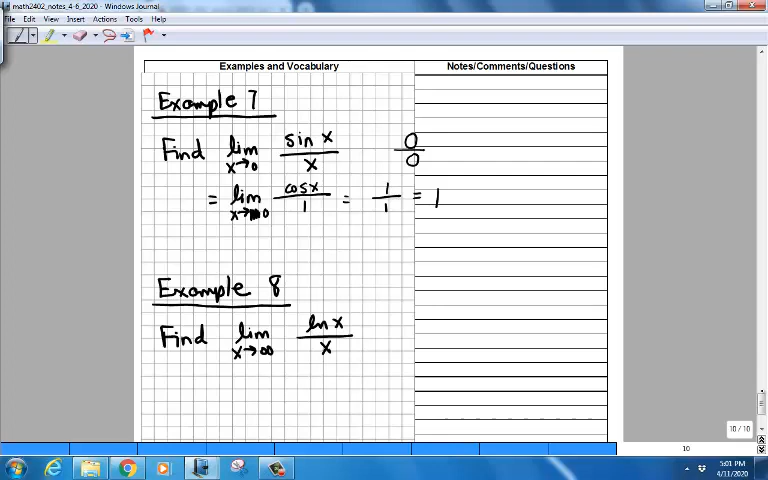 math2402_notes_4-6_2020 - Windows Journal
File Edit View Insert Actions Tools Help
Examples and Vocabulary Notes/Comments/Questions
Example 7
Find lim x→0 sin x / x 0/0
= lim x→0 cos x / 1 = 1/1 = 1
Example 8
Find lim x→∞ ln x / x
10 / 10
10
5:01 PM
4/11/2020